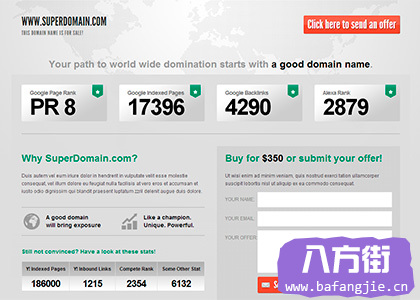 WWW.SUPERDOMAIN.COM
THIS DOMAIN NAME IS FOR SALE!
Click here to send an offer
Your path to world wide domination starts with a good domain name.
Google Page Rank
PR 8
Google Indexed Pages
17396
Google Backlinks
4290
Alexa Rank
2879
Why SuperDomain.com?
Duis autem vel eum iriure dolor in hendrerit in vulputate velit esse molestie
consequat, vel illum dolore eu feugiat nulla facilisis at vero eros et accumsan et iusto
odio dignissim qui blandit praesent luptatum zzril delenit augue duis dolore.
A good domain
will bring exposure
Like a champion.
Unique. Powerful.
Still not convinced? Have a look at these stats!
Y! Indexed Pages
Y! Inbound Links
Compete Rank
Some Other Stat
186000
1215
2354
6132
Buy for $350 or submit your offer!
Ut wisi enim ad minim veniam, quis nostrud exerci tation ullamcorper
suscipit lobortis nisl ut aliquip ex ea commodo consequat.
YOUR NAME
YOUR EMAIL
YOUR OFFER
八方街
www.bafangjie.cn